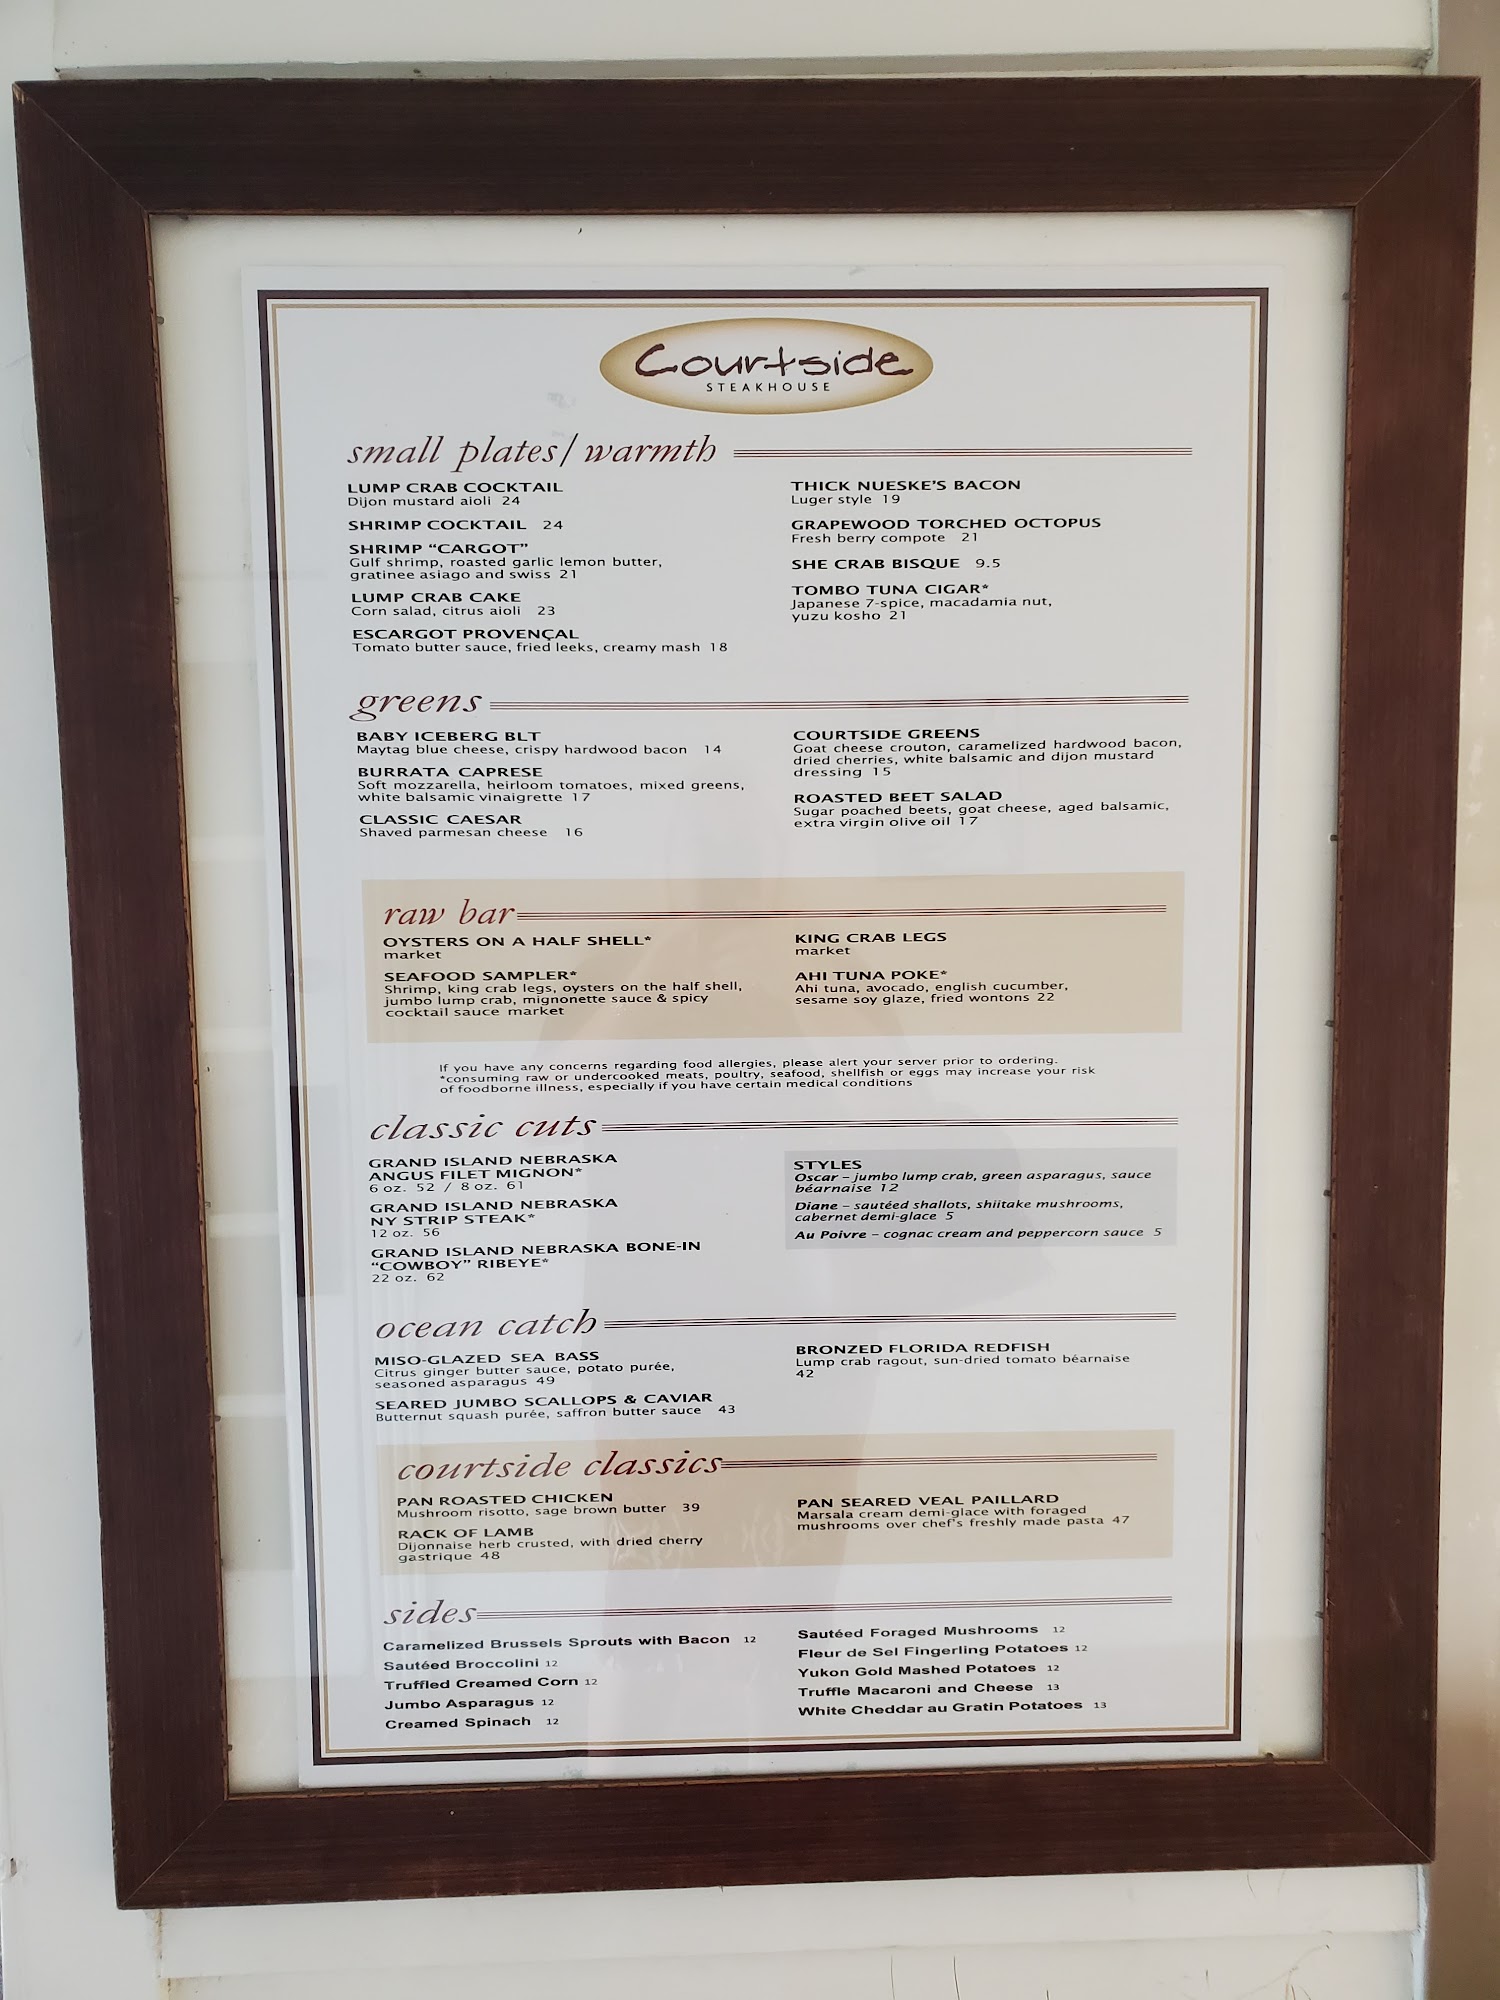 Courtside
STEAKHOUSE
small plates/warmth
LUMP CRAB COCKTAIL
Dijon mustard aioli 24
SHRIMP COCKTAIL 24
SHRIMP “CARGOT”
Gulf shrimp, roasted garlic lemon butter,
gratinee asiago and swiss 21
LUMP CRAB CAKE
Corn salad, citrus aioli 23
ESCARGOT PROVENÇAL
Tomato butter sauce, fried leeks, creamy mash 18
THICK NUESKE'S BACON
Luger style 19
GRAPEWOOD TORCHED OCTOPUS
Fresh berry compote 21
SHE CRAB BISQUE 9.5
TOMBO TUNA CIGAR*
Japanese 7-spice, macadamia nut,
yuzu kosho 21
greens
BABY ICEBERG BLT
Maytag blue cheese, crispy hardwood bacon 14
BURRATA CAPRESE
Soft mozzarella, heirloom tomatoes, mixed greens,
white balsamic vinaigrette 17
CLASSIC CAESAR
Shaved parmesan cheese 16
COURTSIDE GREENS
Goat cheese crouton, caramelized hardwood bacon,
dried cherries, white balsamic and dijon mustard
dressing 15
ROASTED BEET SALAD
Sugar poached beets, goat cheese, aged balsamic,
extra virgin olive oil 17
raw bar
OYSTERS ON A HALF SHELL*
market
SEAFOOD SAMPLER*
Shrimp, king crab legs, oysters on the half shell,
jumbo lump crab, mignonette sauce & spicy
cocktail sauce market
KING CRAB LEGS
market
AHI TUNA POKE*
Ahi tuna, avocado, english cucumber,
sesame soy glaze, fried wontons 22
If you have any concerns regarding food allergies, please alert your server prior to ordering.
*consuming raw or undercooked meats, poultry, seafood, shellfish or eggs may increase your risk
of foodborne illness, especially if you have certain medical conditions
classic cuts
GRAND ISLAND NEBRASKA
ANGUS FILET MIGNON*
6 oz. 52 / 8 oz. 61
GRAND ISLAND NEBRASKA
NY STRIP STEAK*
12 oz. 56
GRAND ISLAND NEBRASKA BONE-IN
“COWBOY” RIBEYE*
22 oz. 62
STYLES
Oscar – jumbo lump crab, green asparagus, sauce
béarnaise 12
Diane – sautéed shallots, shiitake mushrooms,
cabernet demi-glace 5
Au Poivre – cognac cream and peppercorn sauce 5
ocean catch
MISO-GLAZED SEA BASS
Citrus ginger butter sauce, potato purée,
seasoned asparagus 49
SEARED JUMBO SCALLOPS & CAVIAR
Butternut squash purée, saffron butter sauce 43
BRONZED FLORIDA REDFISH
Lump crab ragout, sun-dried tomato béarnaise
42
courtside classics
PAN ROASTED CHICKEN
Mushroom risotto, sage brown butter 39
RACK OF LAMB
Dijonnaise herb crusted, with dried cherry
gastrique 48
PAN SEARED VEAL PAILLARD
Marsala cream demi-glace with foraged
mushrooms over chef's freshly made pasta 47
sides
Caramelized Brussels Sprouts with Bacon 12
Sautéed Broccolini 12
Truffled Creamed Corn 12
Jumbo Asparagus 12
Creamed Spinach 12
Sautéed Foraged Mushrooms 12
Fleur de Sel Fingerling Potatoes 12
Yukon Gold Mashed Potatoes 12
Truffle Macaroni and Cheese 13
White Cheddar au Gratin Potatoes 13